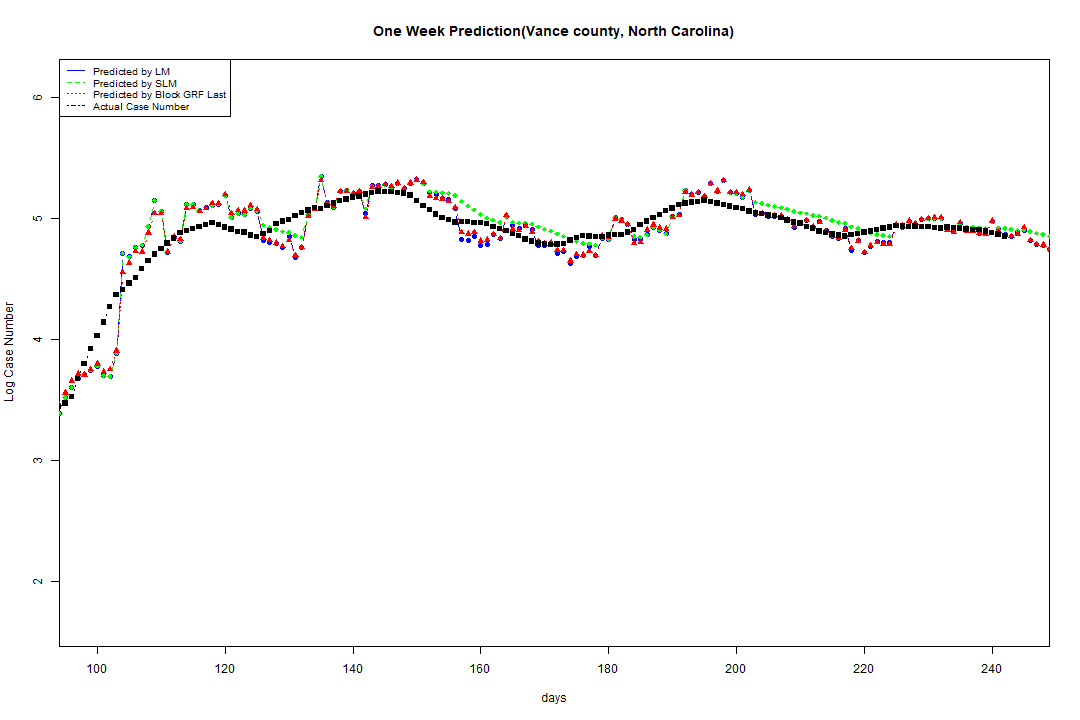 One Week Prediction(Vance county, North Carolina)
Predicted by LM
Predicted by SLM
Predicted by Block GRF Last
Actual Case Number
6
5
4
3
2
Log Case Number
100 120 140 160 180 200 220 240
days